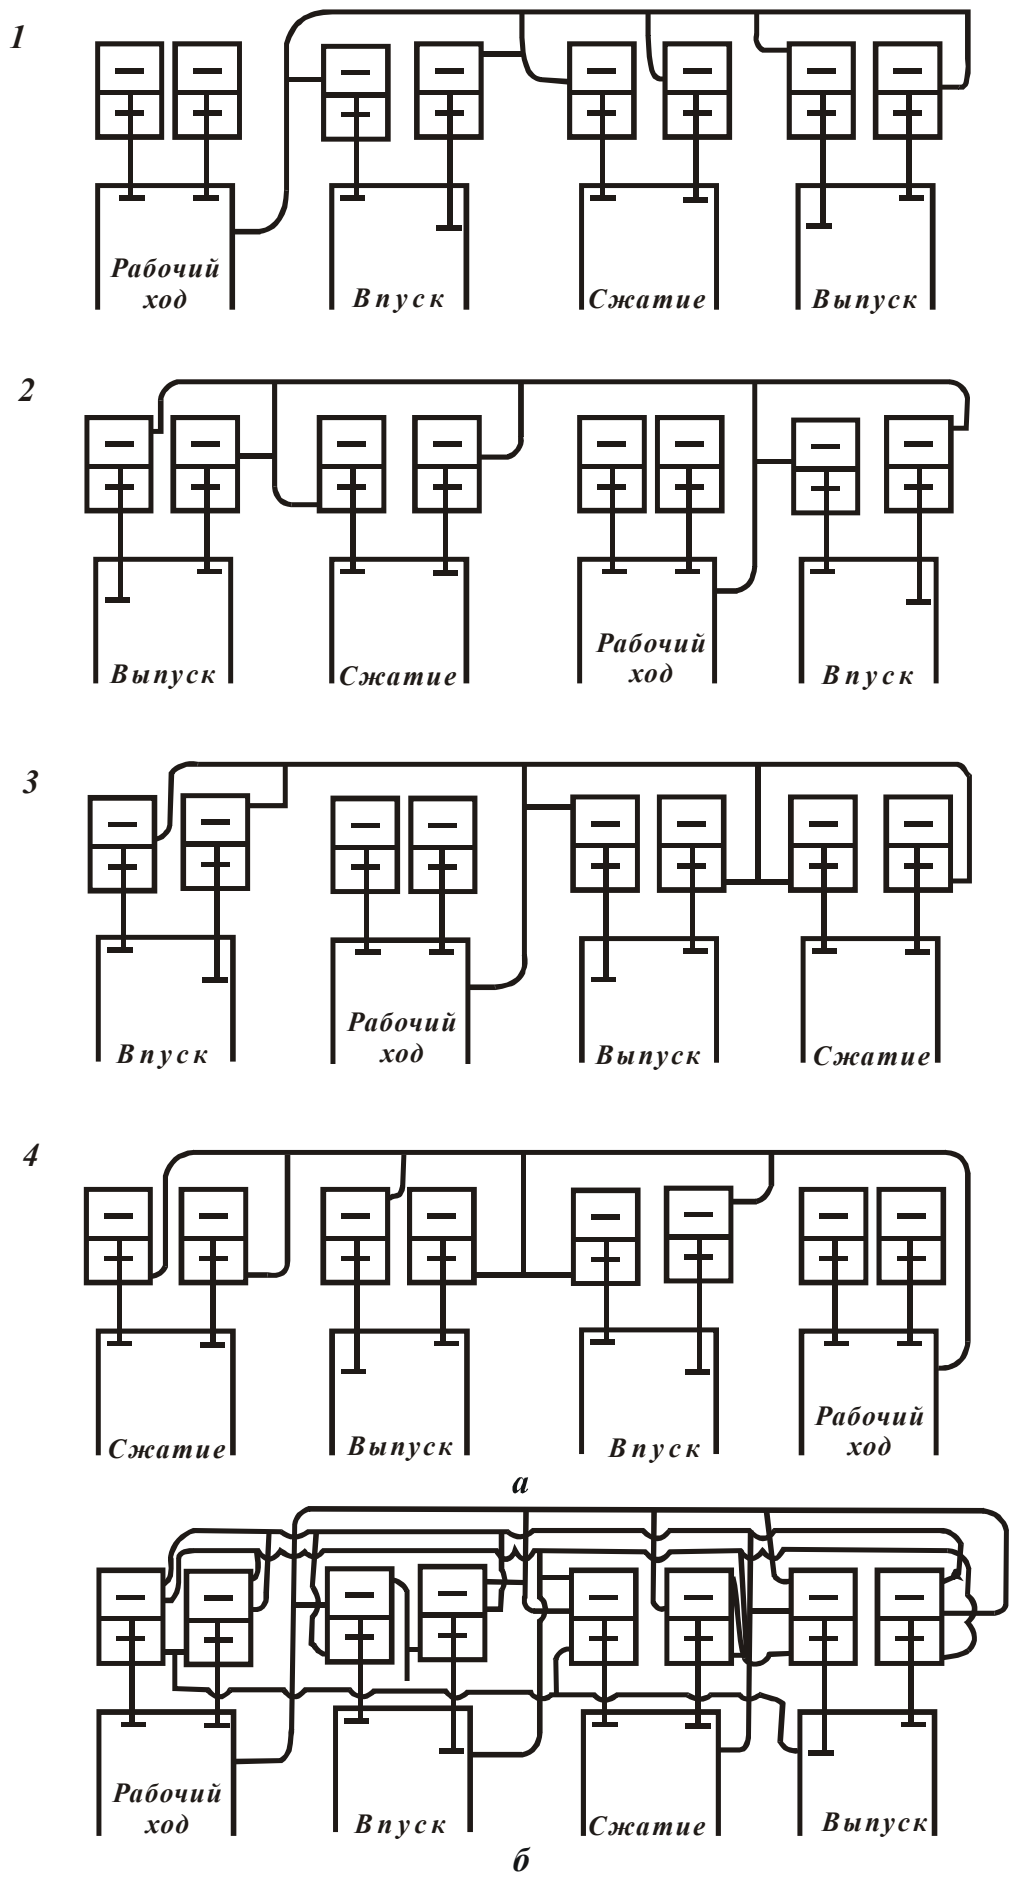 1
Рабочий
ход
Впуск
Сжатие
Выпуск
2
Выпуск
Сжатие
Рабочий
ход
Впуск
3
Впуск
Рабочий
ход
Выпуск
Сжатие
4
Сжатие
Выпуск
Впуск
Рабочий
ход
а
Рабочий
ход
Впуск
Сжатие
Выпуск
б